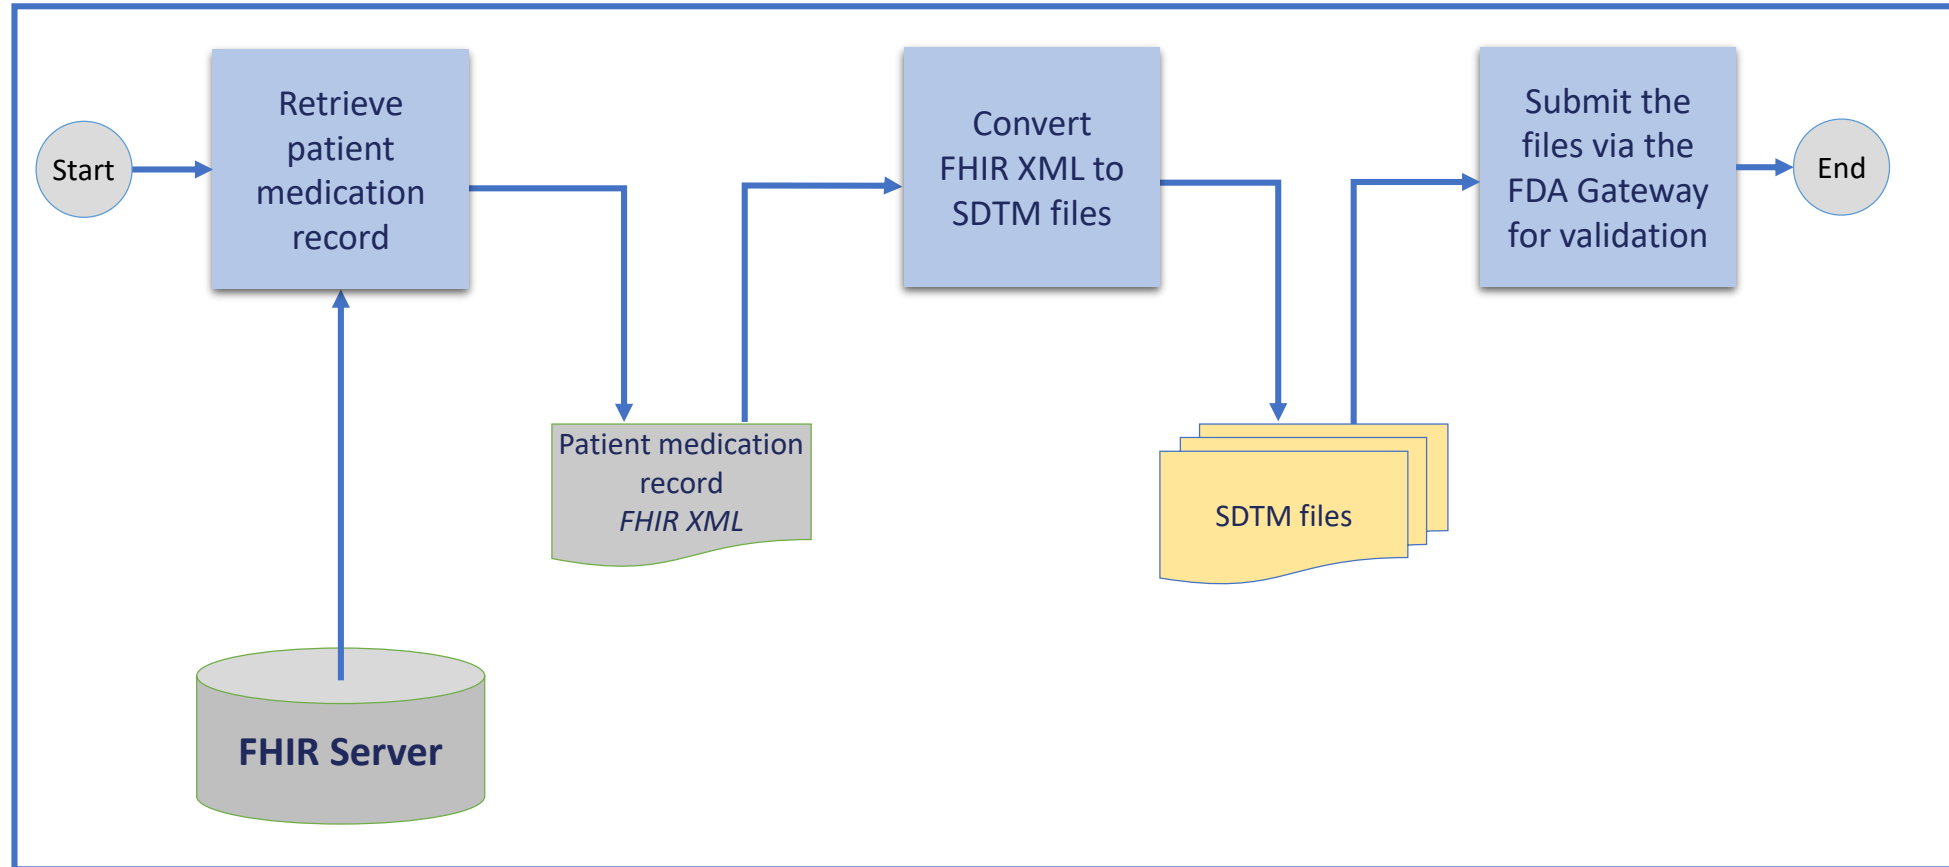 Start
Retrieve
patient
medication
record
Convert
FHIR XML to
SDTM files
Submit the
files via the
FDA Gateway
for validation
End
Patient medication
record
FHIR XML
SDTM files
FHIR Server